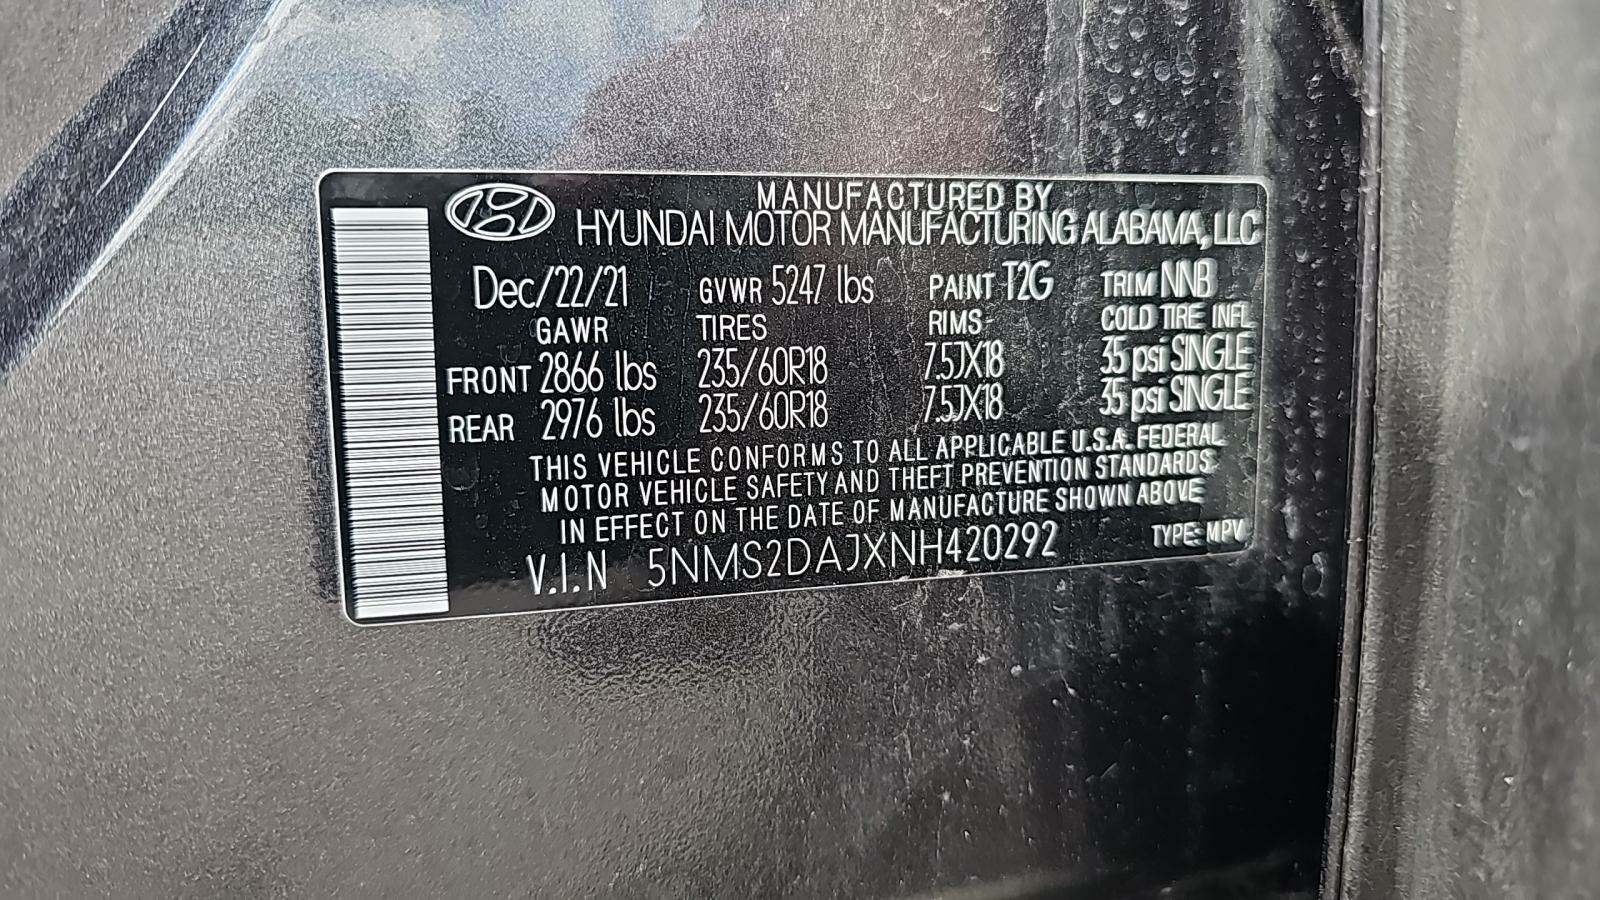 MANUFACTURED BY
HYUNDAI MOTOR MANUFACTURING ALABAMA, LLC
Dec/22/21 GVWR 5247 lbs PAINT T2G TRIM NNB
GAWR TIRES RIMS COLD TIRE INFL
FRONT 2866 lbs 235/60R18 7.5JX18 35 psi SINGLE
REAR 2976 lbs 235/60R18 7.5JX18 35 psi SINGLE
THIS VEHICLE CONFORMS TO ALL APPLICABLE U.S.A. FEDERAL
MOTOR VEHICLE SAFETY AND THEFT PREVENTION STANDARDS
IN EFFECT ON THE DATE OF MANUFACTURE SHOWN ABOVE
V.I.N 5NMS2DAJXNH420292 TYPE: MPV